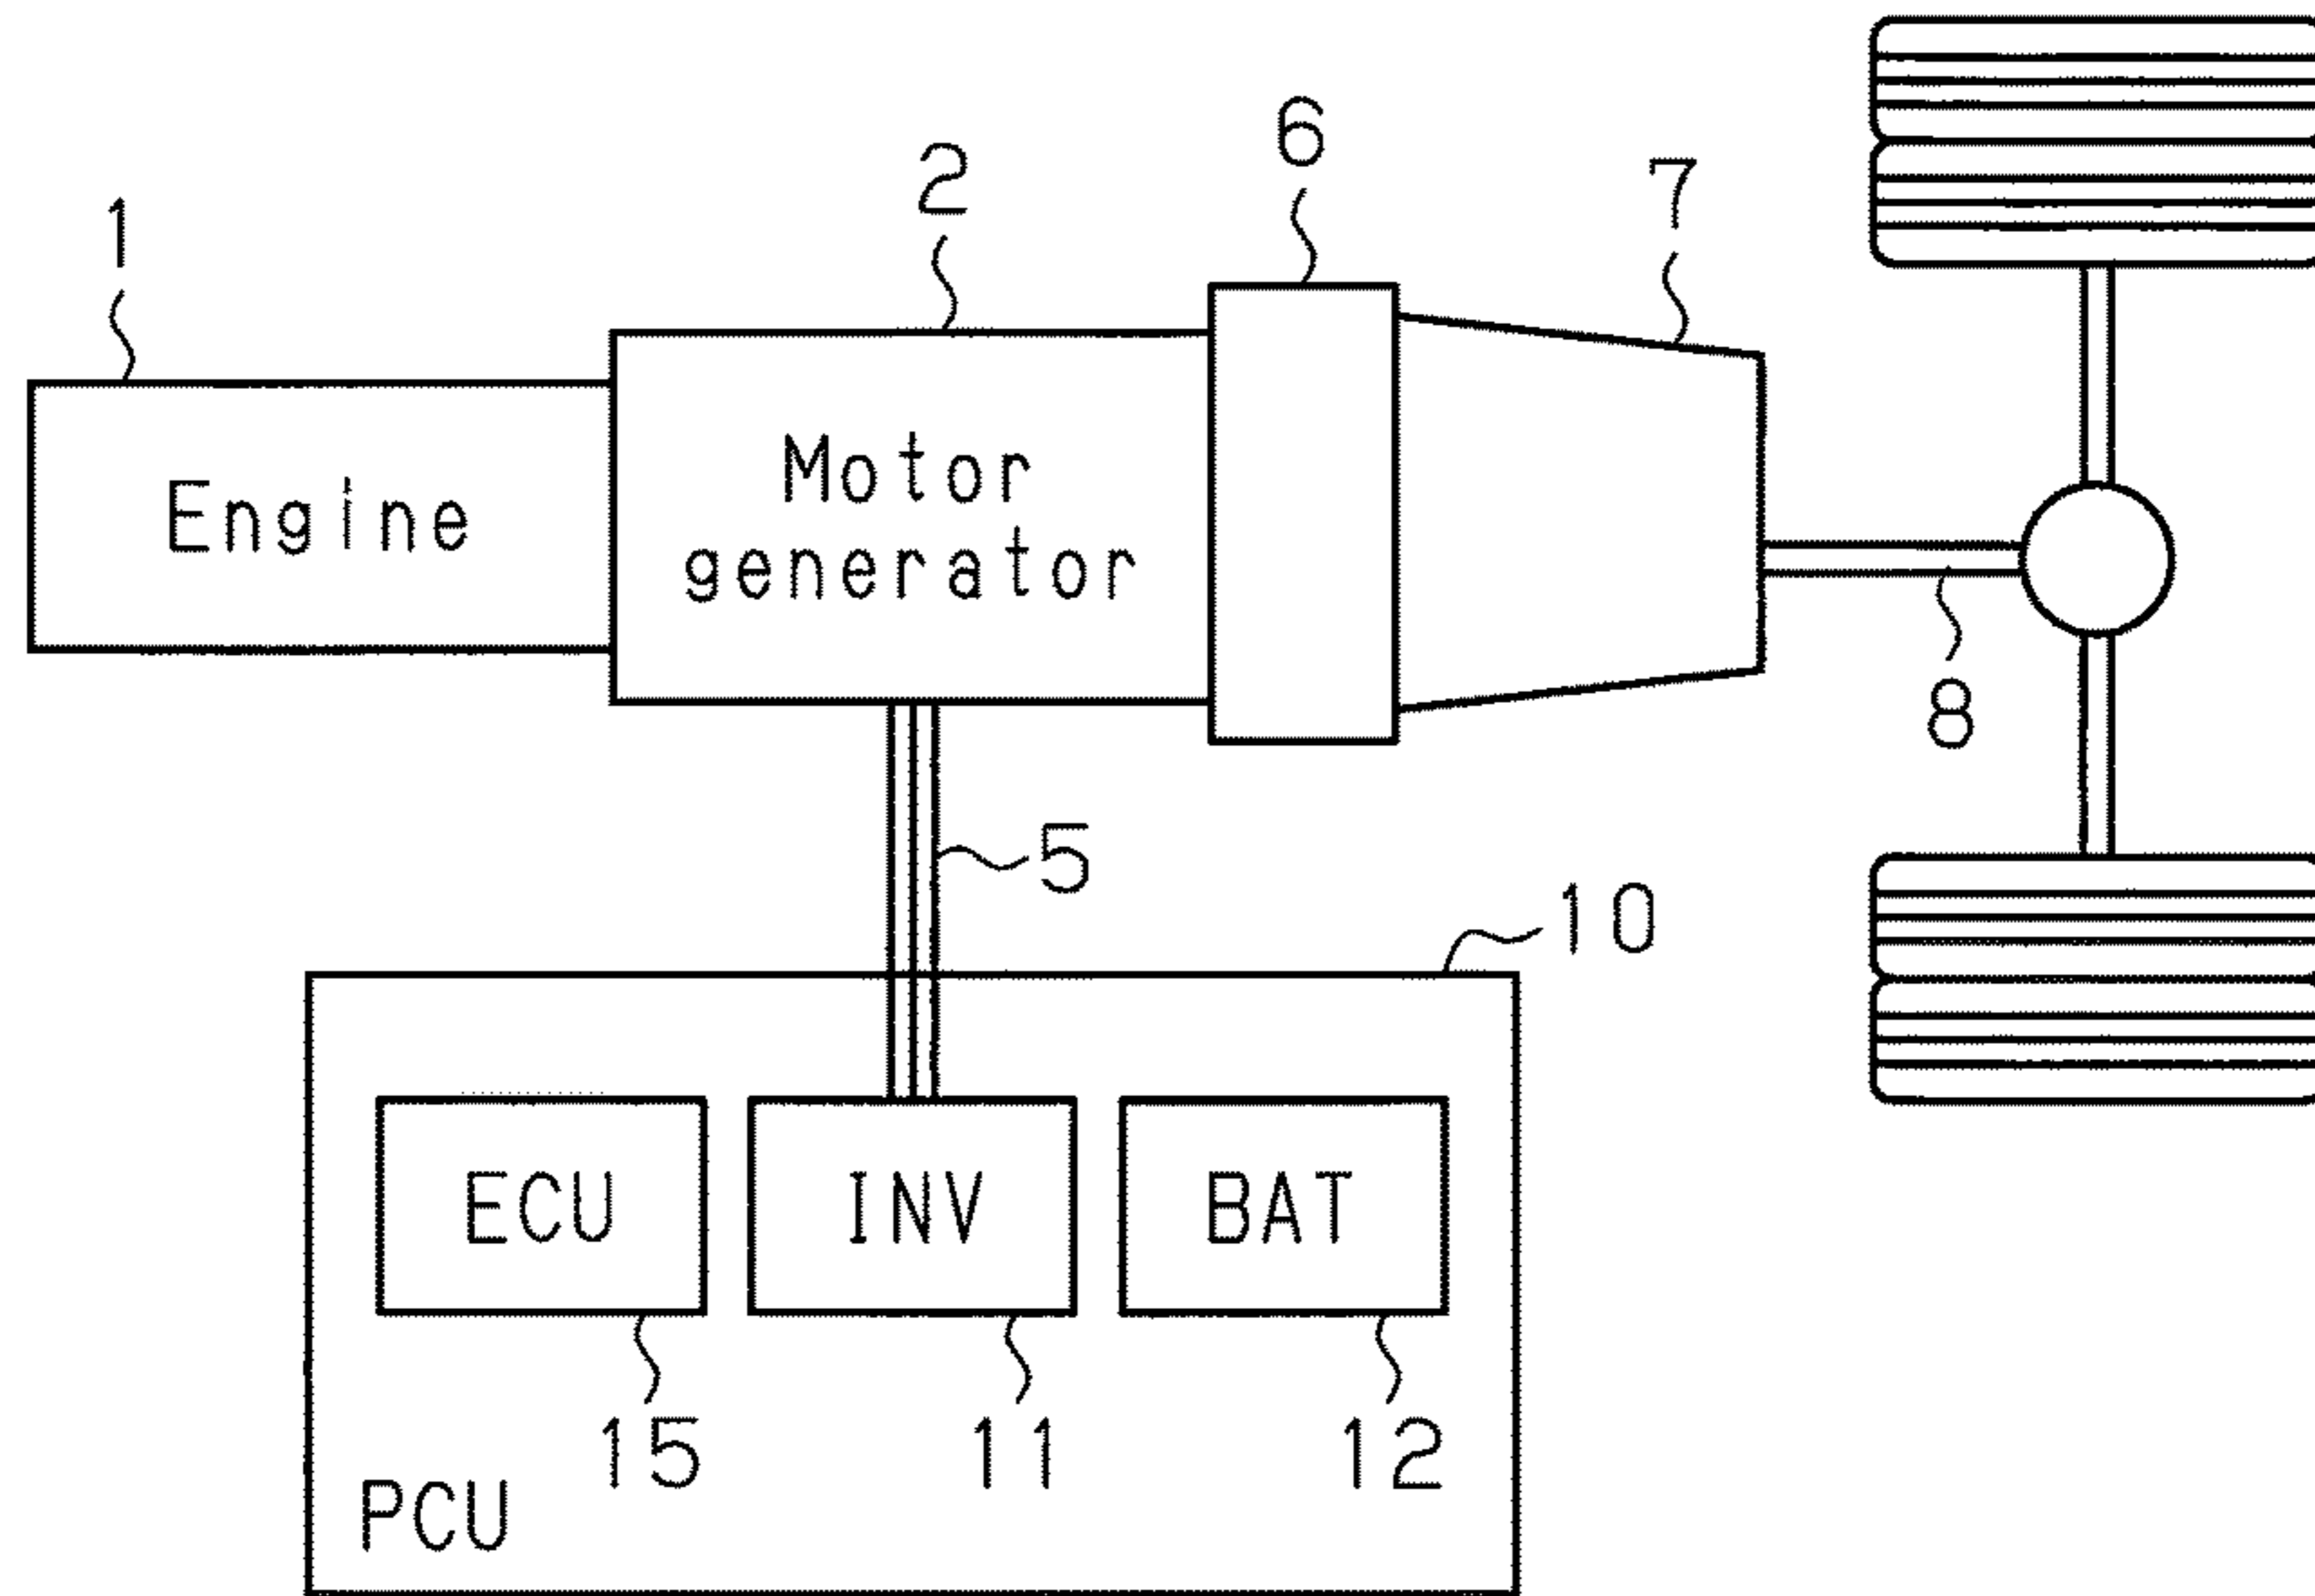 6
2
7
1
Motor
generator
Engine
8
5
10
ECU
INV
BAT
15
11
12
PCU